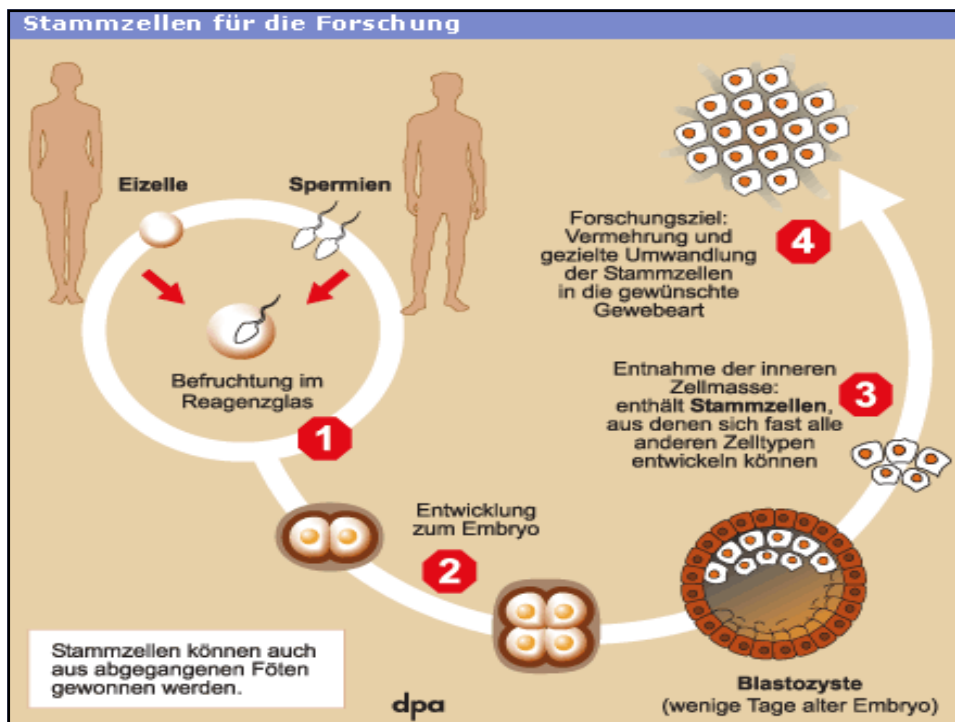 Stammzellen für die Forschung
Eizelle
Spermien
Befruchtung im
Reagenzglas
1
Entwicklung
zum Embryo
2
Blastozyste
(wenige Tage alter Embryo)
Entnahme der inneren
Zellmasse:
enthält Stammzellen,
aus denen sich fast alle
anderen Zelltypen
entwickeln können
3
Forschungsziel:
Vermehrung und
gezielte Umwandlung
der Stammzellen
in die gewünschte
Gewebeart
4
Stammzellen können auch
aus abgegangenen Föten
gewonnen werden.
dpa